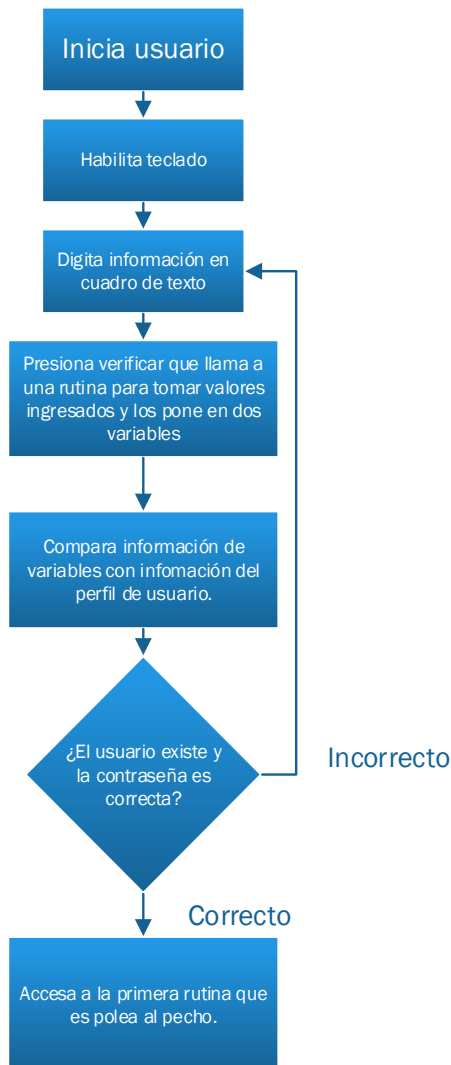 Inicia usuario
Habilita teclado
Digita información en
cuadro de texto
Presiona verificar que llama a
una rutina para tomar valores
ingresados y los pone en dos
variables
Compara información de
variables con infomación del
perfil de usuario.
¿El usuario existe y
la contraseña es
correcta?
Incorrecto
Correcto
Accesa a la primera rutina que
es polea al pecho.